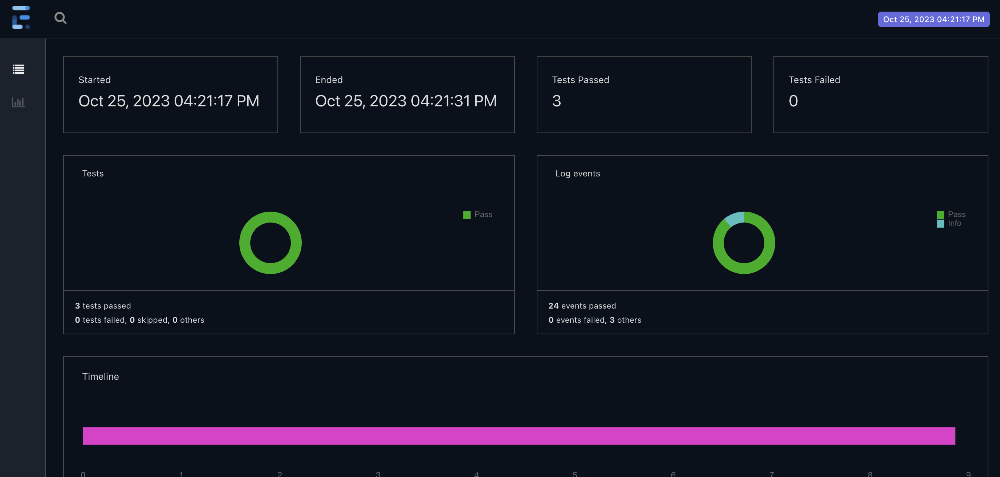 Oct 25, 2023 04:21:17 PM
Started
Oct 25, 2023 04:21:17 PM
Ended
Oct 25, 2023 04:21:31 PM
Tests Passed
3
Tests Failed
0
Tests
Pass
3 tests passed
0 tests failed, 0 skipped, 0 others
Log events
Pass
Info
24 events passed
0 events failed, 3 others
Timeline
0 1 2 3 4 5 6 7 8 9